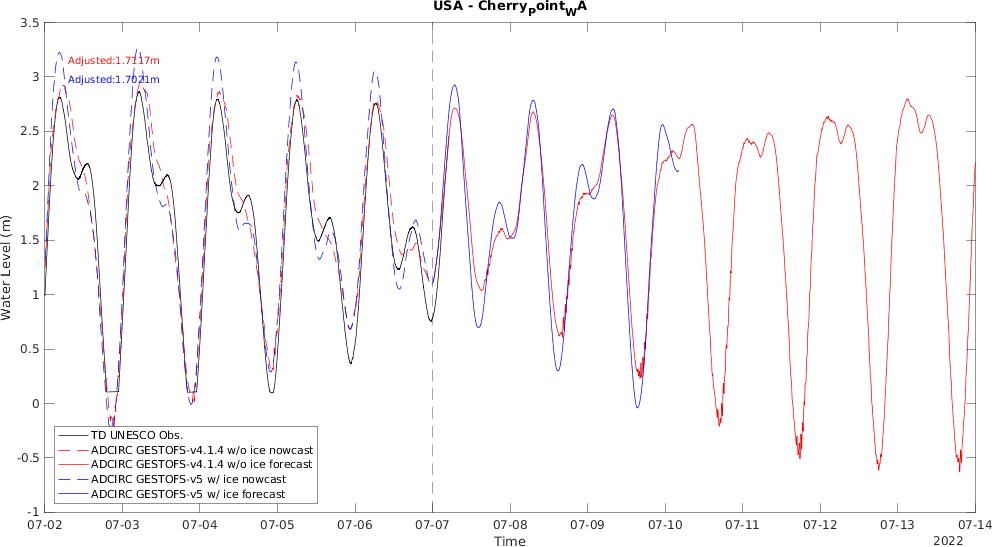 USA - CherryPointWA
3.5
3
2.5
2
1.5
1
0.5
0
-0.5
-1
Water Level (m)
Adjusted:1.7117m
Adjusted:1.7021m
TD UNESCO Obs.
ADCIRC GESTOFS-v4.1.4 w/o ice nowcast
ADCIRC GESTOFS-v4.1.4 w/o ice forecast
ADCIRC GESTOFS-v5 w/ ice nowcast
ADCIRC GESTOFS-v5 w/ ice forecast
07-02 07-03 07-04 07-05 07-06 07-07 07-08 07-09 07-10 07-11 07-12 07-13 07-14
Time
2022